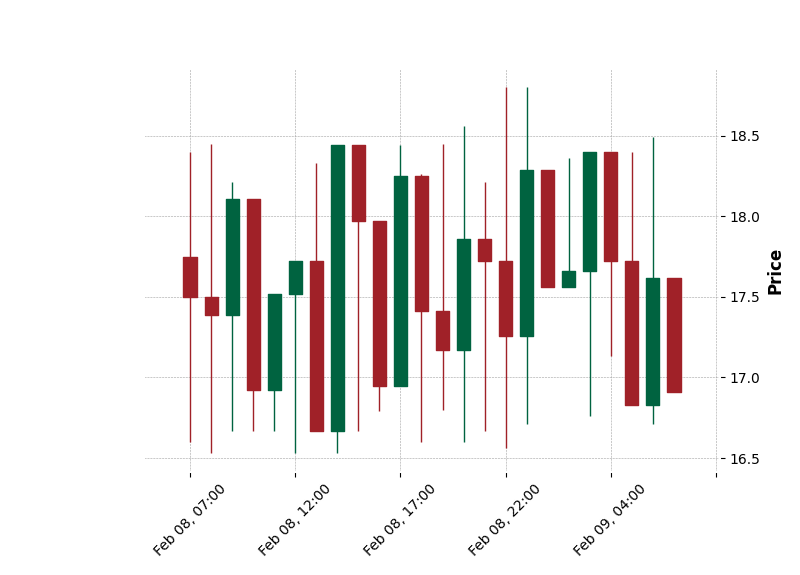 18.5
18.0
17.5
17.0
16.5
Price
Feb 08, 07:00
Feb 08, 12:00
Feb 08, 17:00
Feb 08, 22:00
Feb 09, 04:00